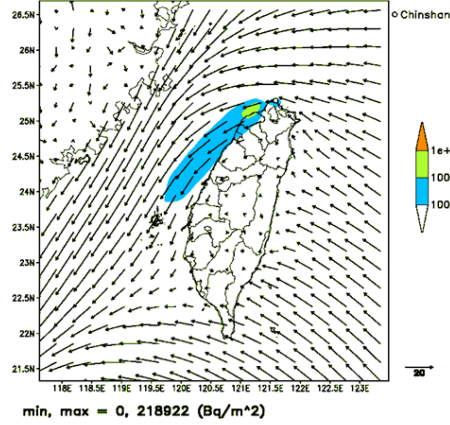 26.5N
Chinshan
26N
25.5N
25N
1e+
24.5N
100
24N
100
23.5N
23N
22.5N
22N
21.5N
20
118E 118.5E 119E 119.5E 120E 120.5E 121E 121.5E 122E 122.5E 123E
min, max = 0, 218922 (Bq/m^2)